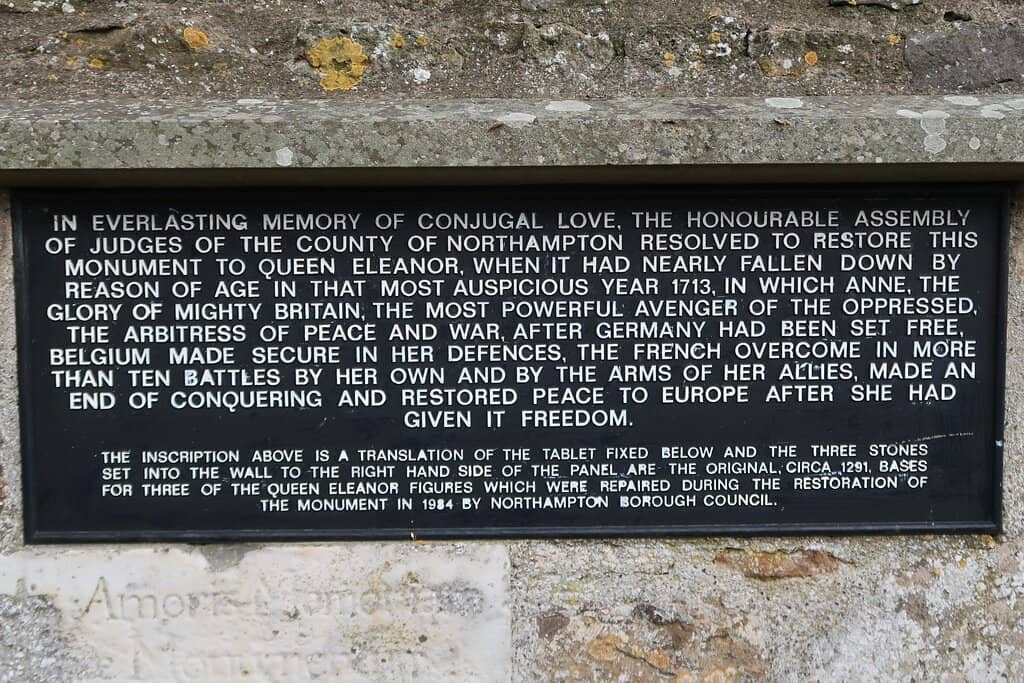 IN EVERLASTING MEMORY OF CONJUGAL LOVE, THE HONOURABLE ASSEMBLY
OF JUDGES OF THE COUNTY OF NORTHAMPTON RESOLVED TO RESTORE THIS
MONUMENT TO QUEEN ELEANOR, WHEN IT HAD NEARLY FALLEN DOWN BY
REASON OF AGE IN THAT MOST AUSPICIOUS YEAR 1713, IN WHICH ANNE, THE
GLORY OF MIGHTY BRITAIN, THE MOST POWERFUL AVENGER OF THE OPPRESSED,
THE ARBITRESS OF PEACE AND WAR, AFTER GERMANY HAD BEEN SET FREE,
BELGIUM MADE SECURE IN HER DEFENCES, THE FRENCH OVERCOME IN MORE
THAN TEN BATTLES BY HER OWN AND BY THE ARMS OF HER ALLIES, MADE AN
END OF CONQUERING AND RESTORED PEACE TO EUROPE AFTER SHE HAD
GIVEN IT FREEDOM.
THE INSCRIPTION ABOVE IS A TRANSLATION OF THE TABLET FIXED BELOW AND THE THREE STONES
SET INTO THE WALL TO THE RIGHT HAND SIDE OF THE PANEL ARE THE ORIGINAL, CIRCA 1291, BASES
FOR THREE OF THE QUEEN ELEANOR FIGURES WHICH WERE REPAIRED DURING THE RESTORATION OF
THE MONUMENT IN 1984 BY NORTHAMPTON BOROUGH COUNCIL.